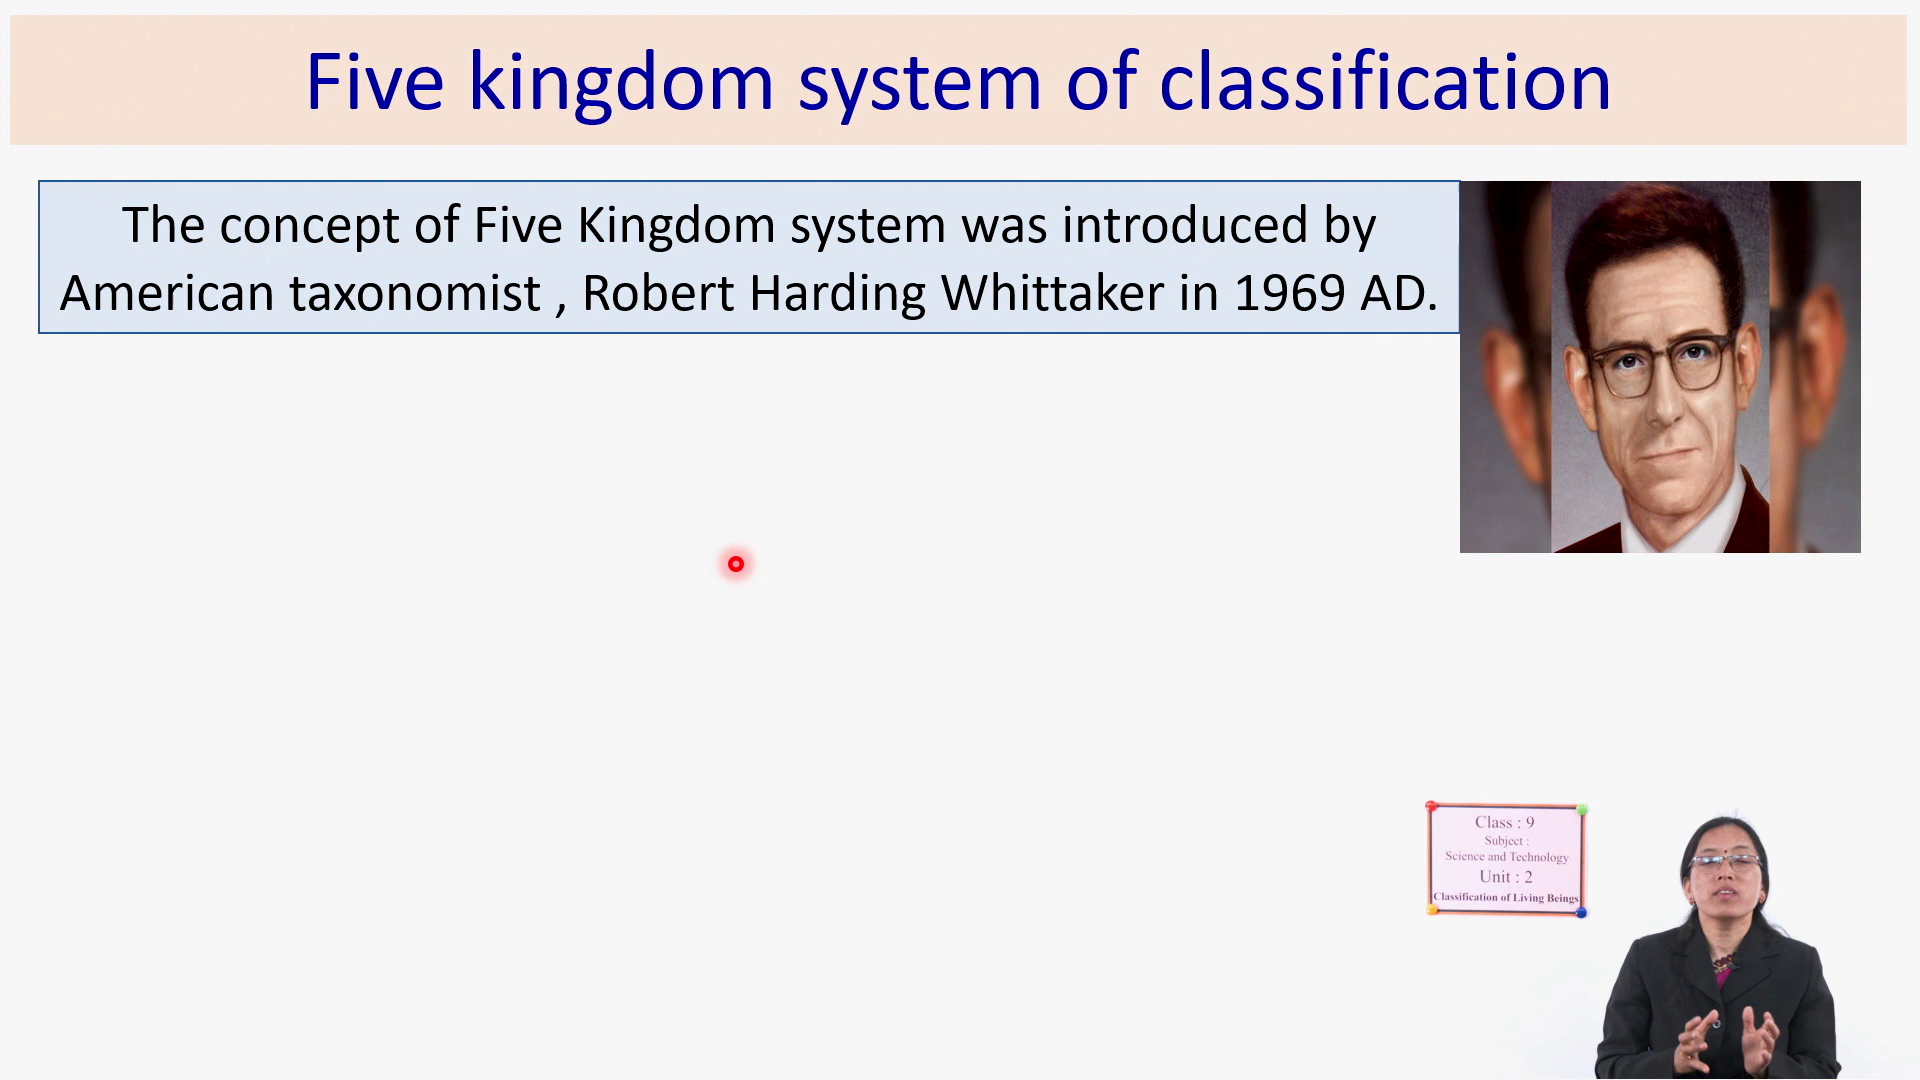 Five kingdom system of classification
The concept of Five Kingdom system was introduced by
American taxonomist , Robert Harding Whittaker in 1969 AD.
Class : 9
Subject :
Science and Technology
Unit : 2
Classification of Living Beings